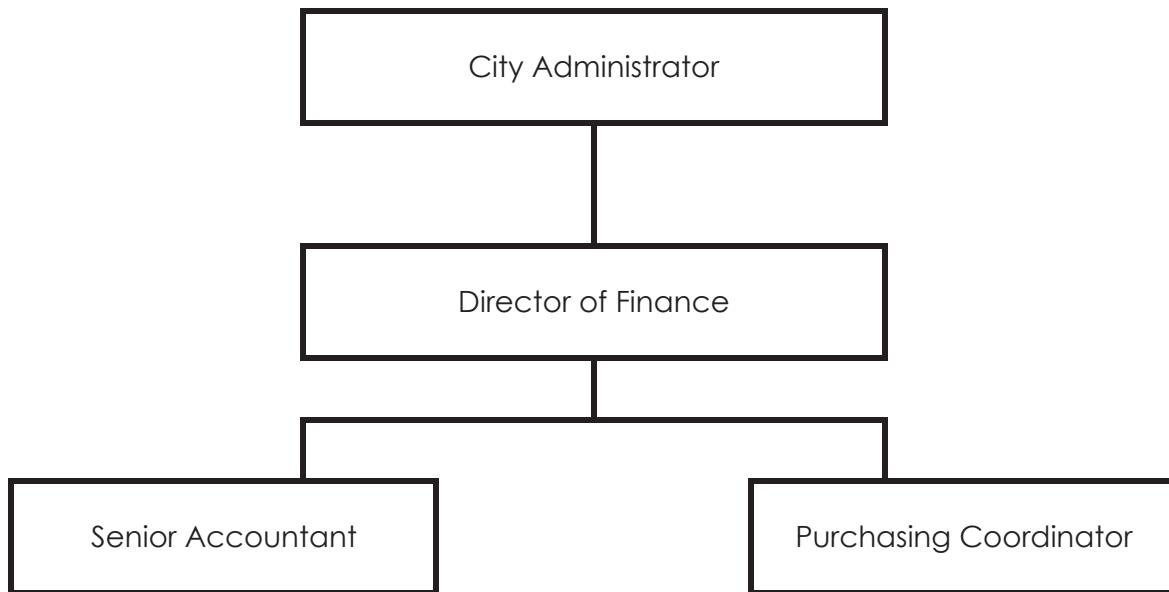 City Administrator
Director of Finance
Senior Accountant
Purchasing Coordinator